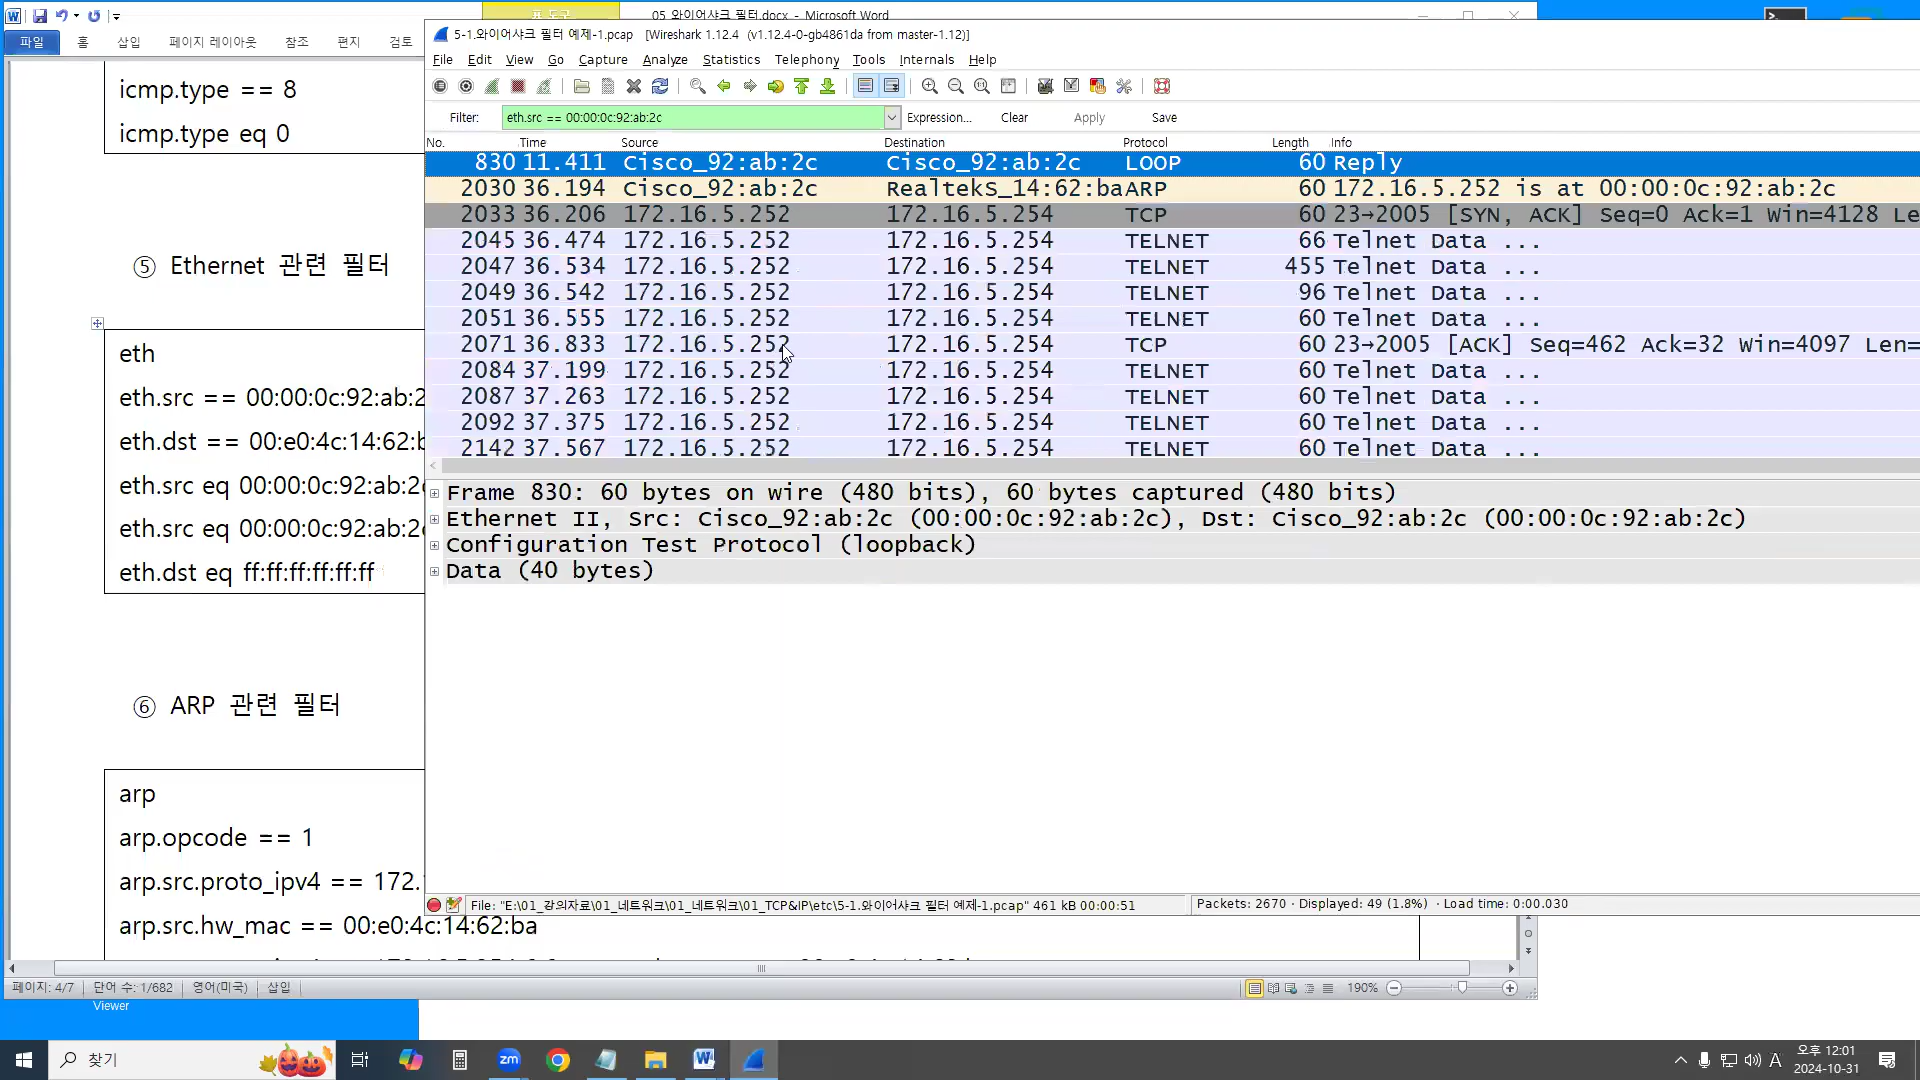 표 도구
05 와이어샤크 필터.docx - Microsoft Word
파일 홈 삽입 페이지 레이아웃 참조 편지 검토
icmp.type == 8
icmp.type eq 0
⑤ Ethernet 관련 필터
eth
eth.src == 00:00:0c:92:ab:2
eth.dst == 00:e0:4c:14:62:b
eth.src eq 00:00:0c:92:ab:2c
eth.src eq 00:00:0c:92:ab:2c
eth.dst eq ff:ff:ff:ff:ff:ff
⑥ ARP 관련 필터
arp
arp.opcode == 1
arp.src.proto_ipv4 == 172.
arp.src.hw_mac == 00:e0:4c:14:62:ba
페이지: 4/7 단어 수: 1/682 영어(미국) 삽입 190%
Viewer
5-1.와이어샤크 필터 예제-1.pcap [Wireshark 1.12.4 (v1.12.4-0-gb4861da from master-1.12)]
File Edit View Go Capture Analyze Statistics Telephony Tools Internals Help
Filter: eth.src == 00:00:0c:92:ab:2c Expression... Clear Apply Save
No. Time Source Destination Protocol Length Info
830 11.411 Cisco_92:ab:2c Cisco_92:ab:2c LOOP 60 Reply
2030 36.194 Cisco_92:ab:2c RealtekS_14:62:ba ARP 60 172.16.5.252 is at 00:00:0c:92:ab:2c
2033 36.206 172.16.5.252 172.16.5.254 TCP 60 23→2005 [SYN, ACK] Seq=0 Ack=1 Win=4128 Le
2045 36.474 172.16.5.252 172.16.5.254 TELNET 66 Telnet Data ...
2047 36.534 172.16.5.252 172.16.5.254 TELNET 455 Telnet Data ...
2049 36.542 172.16.5.252 172.16.5.254 TELNET 96 Telnet Data ...
2051 36.555 172.16.5.252 172.16.5.254 TELNET 60 Telnet Data ...
2071 36.833 172.16.5.252 172.16.5.254 TCP 60 23→2005 [ACK] Seq=462 Ack=32 Win=4097 Len=
2084 37.199 172.16.5.252 172.16.5.254 TELNET 60 Telnet Data ...
2087 37.263 172.16.5.252 172.16.5.254 TELNET 60 Telnet Data ...
2092 37.375 172.16.5.252 172.16.5.254 TELNET 60 Telnet Data ...
2142 37.567 172.16.5.252 172.16.5.254 TELNET 60 Telnet Data ...
Frame 830: 60 bytes on wire (480 bits), 60 bytes captured (480 bits)
Ethernet II, Src: Cisco_92:ab:2c (00:00:0c:92:ab:2c), Dst: Cisco_92:ab:2c (00:00:0c:92:ab:2c)
Configuration Test Protocol (loopback)
Data (40 bytes)
File: "E:\01_강의자료\01_네트워크\01_네트워크\01_TCP&IP\etc\5-1.와이어샤크 필터 예제-1.pcap" 461 kB 00:00:51 Packets: 2670 · Displayed: 49 (1.8%) · Load time: 0:00.030
찾기
zm
A
오후 12:01
2024-10-31